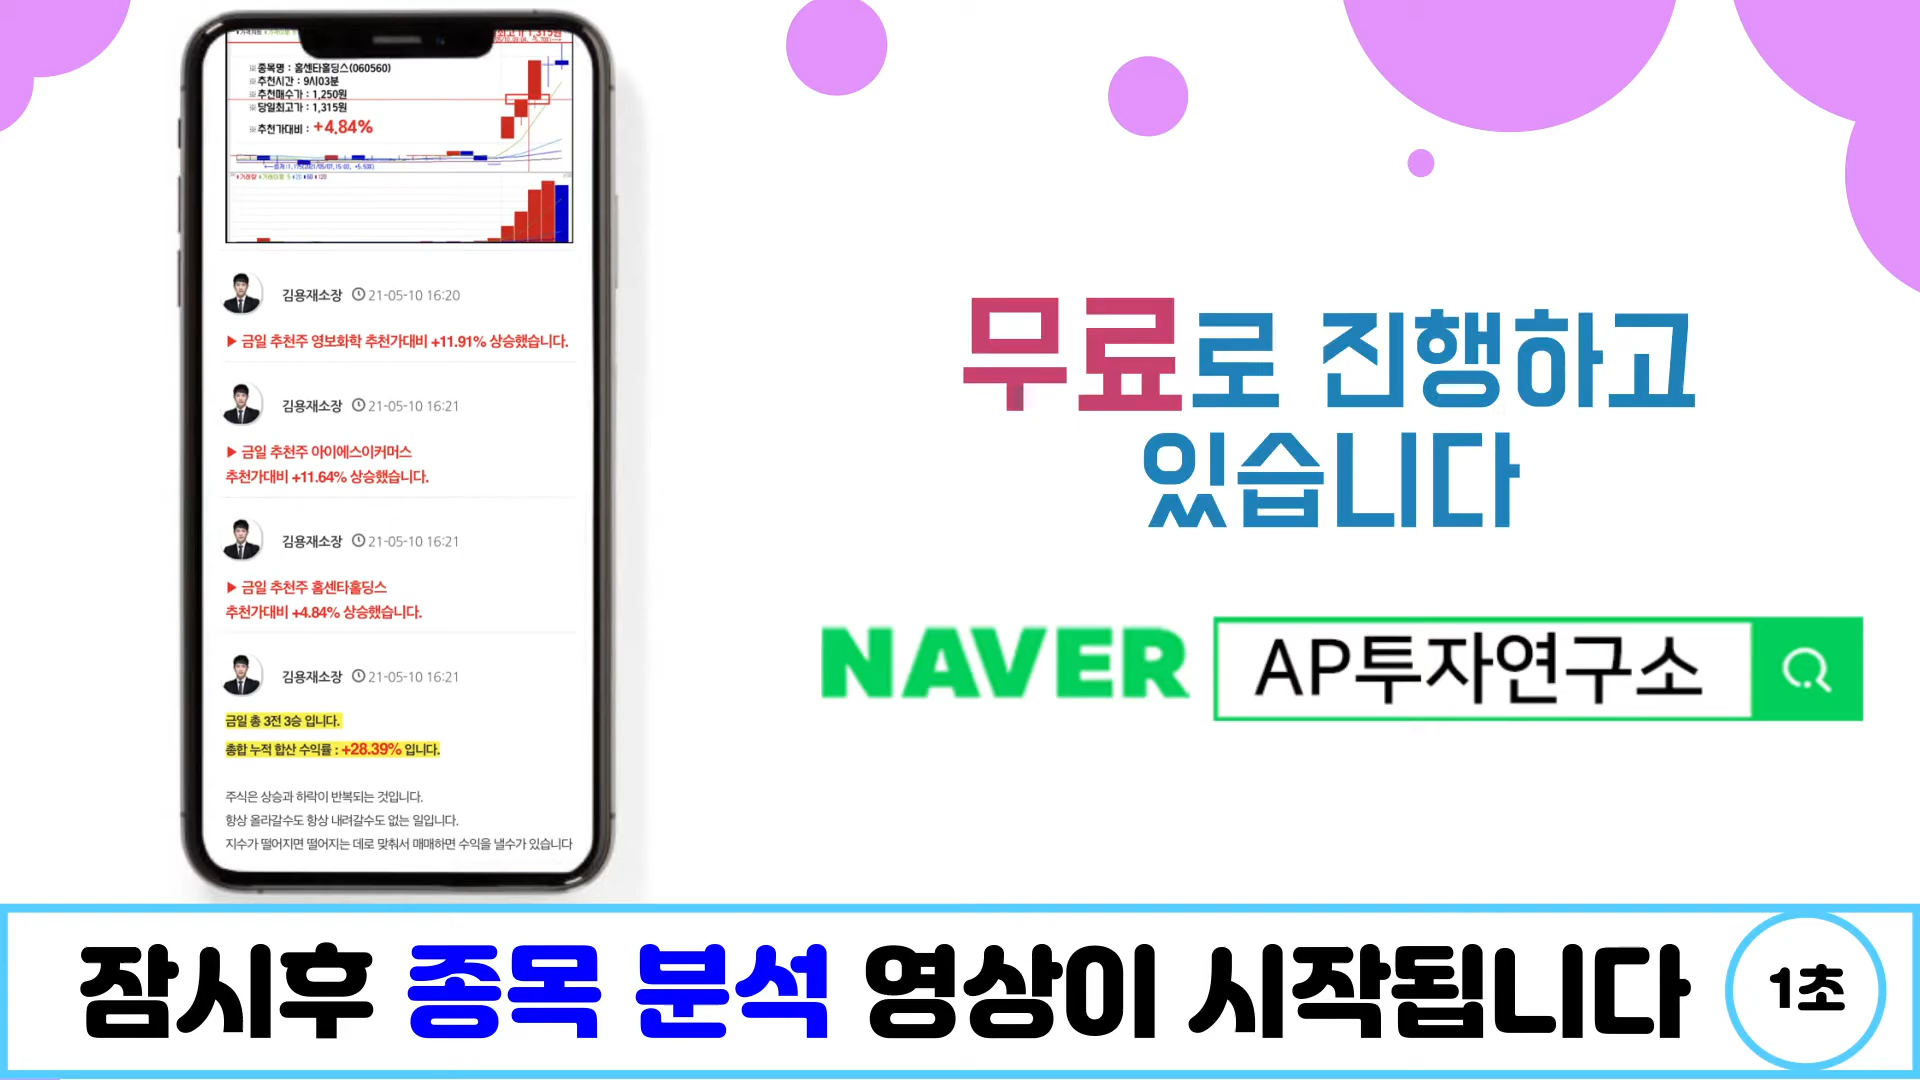 ※종목명 : 홈센타홀딩스(060560)
※추천시간 : 9시03분
※추천매수가 : 1,250원
※당일최고가 : 1,315원
※추천가대비 : +4.84%
김용재소장 21-05-10 16:20
▶ 금일 추천주 영보화학 추천가대비 +11.91% 상승했습니다.
김용재소장 21-05-10 16:21
▶ 금일 추천주 아이에스이커머스
추천가대비 +11.64% 상승했습니다.
김용재소장 21-05-10 16:21
▶ 금일 추천주 홈센타홀딩스
추천가대비 +4.84% 상승했습니다.
김용재소장 21-05-10 16:21
금일 총 3전 3승 입니다.
총합 누적 합산 수익률 : +28.39% 입니다.
주식은 상승과 하락이 반복되는 것입니다.
항상 올라갈수도 항상 내려갈수도 없는 일입니다.
지수가 떨어지면 떨어지는 데로 맞춰서 매매하면 수익을 낼수가 있습니다
무료로 진행하고
있습니다
NAVER AP투자연구소
잠시후 종목 분석 영상이 시작됩니다 1초